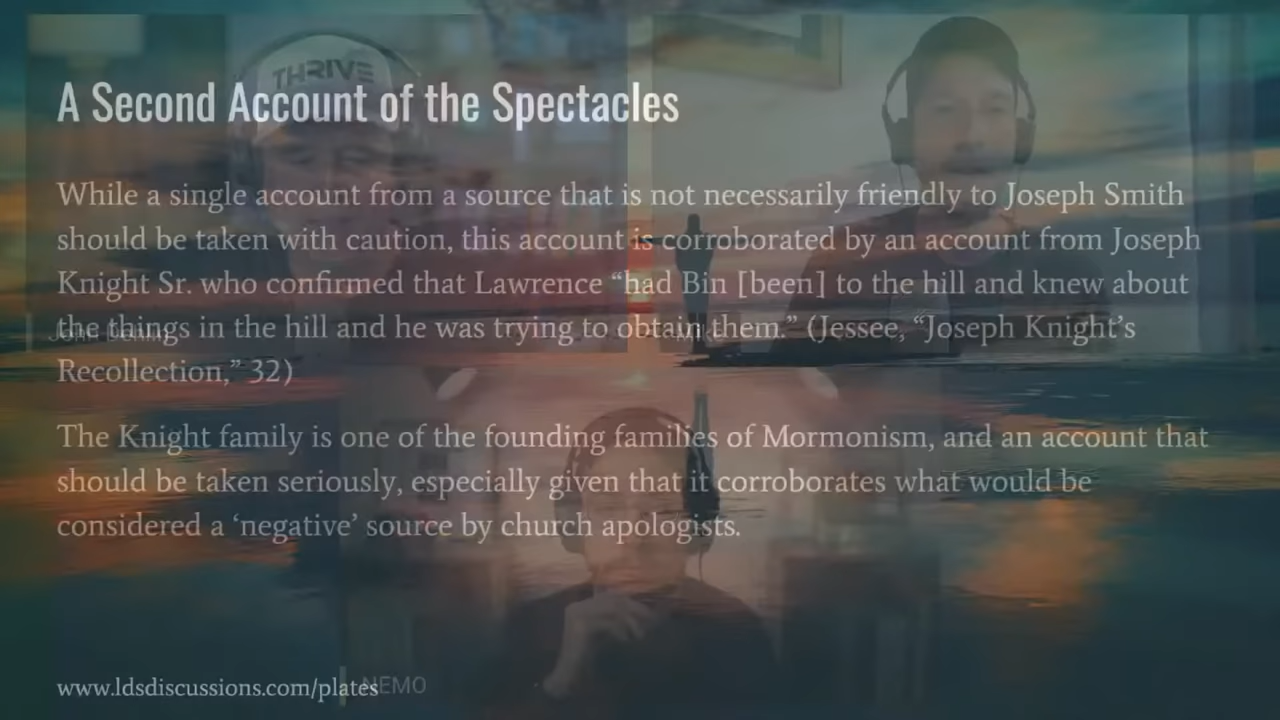 THRIVE
A Second Account of the Spectacles
While a single account from a source that is not necessarily friendly to Joseph Smith
should be taken with caution, this account is corroborated by an account from Joseph
Knight Sr. who confirmed that Lawrence “had Bin [been] to the hill and knew about
the things in the hill and he was trying to obtain them.” (Jessee, “Joseph Knight’s
Recollection,” 32)
The Knight family is one of the founding families of Mormonism, and an account that
should be taken seriously, especially given that it corroborates what would be
considered a ‘negative’ source by church apologists.
www.ldsdiscussions.com/plates
NEMO